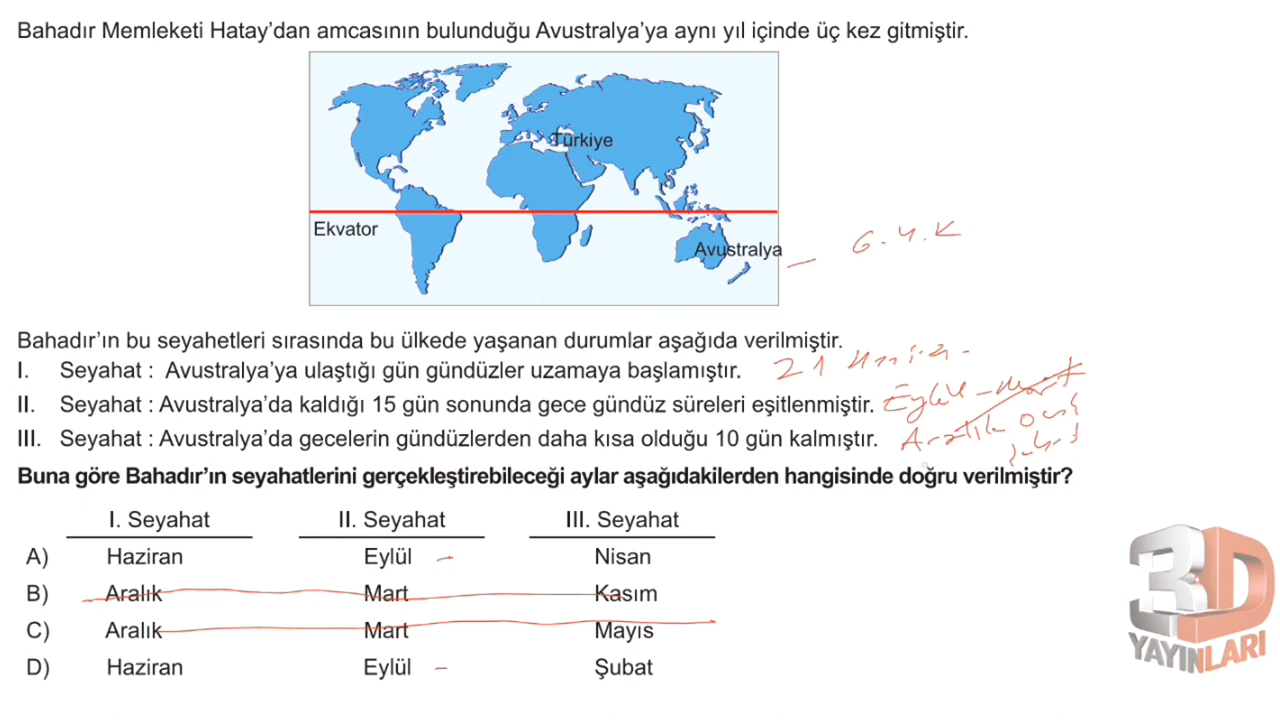 Bahadır Memleketi Hatay'dan amcasının bulunduğu Avustralya'ya aynı yıl içinde üç kez gitmiştir.
Türkiye
Ekvator
Avustralya
G.Y.K
Bahadır'ın bu seyahetleri sırasında bu ülkede yaşanan durumlar aşağıda verilmiştir.
I. Seyahat : Avustralya'ya ulaştığı gün gündüzler uzamaya başlamıştır.
21
II. Seyahat : Avustralya'da kaldığı 15 gün sonunda gece gündüz süreleri eşitlenmiştir.
Eylül - Mart
III. Seyahat : Avustralya'da gecelerin gündüzlerden daha kısa olduğu 10 gün kalmıştır.
Aralık
Buna göre Bahadır'ın seyahatlerini gerçekleştirebileceği aylar aşağıdakilerden hangisinde doğru verilmiştir?
I. Seyahat II. Seyahat III. Seyahat
A) Haziran Eylül Nisan
B) Aralık Mart Kasım
C) Aralık Mart Mayıs
D) Haziran Eylül Şubat
3D
YAYINLARI